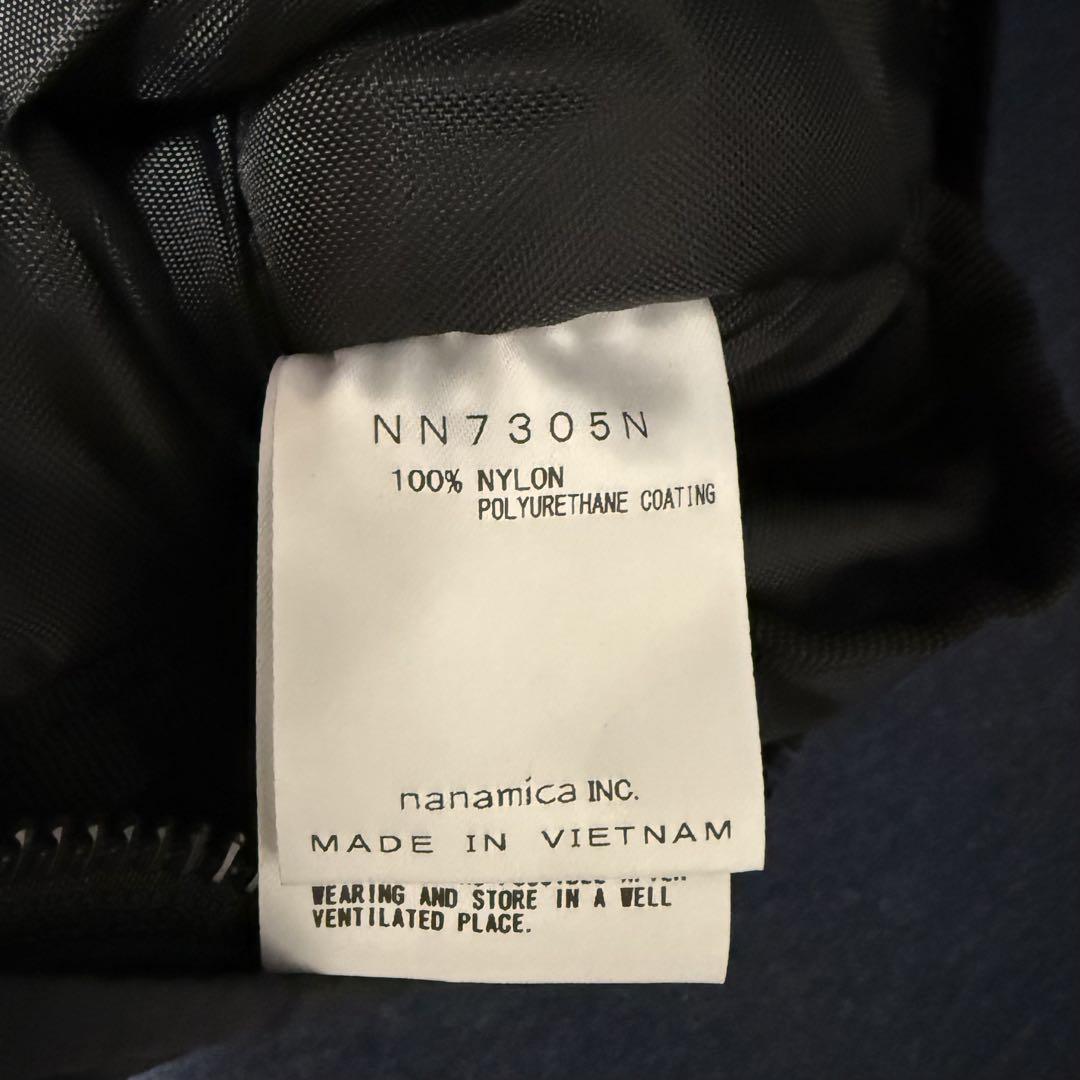 NN7305N
100% NYLON
POLYURETHANE COATING
nanamica INC.
MADE IN VIETNAM
WEARING AND STORE IN A WELL
VENTILATED PLACE.